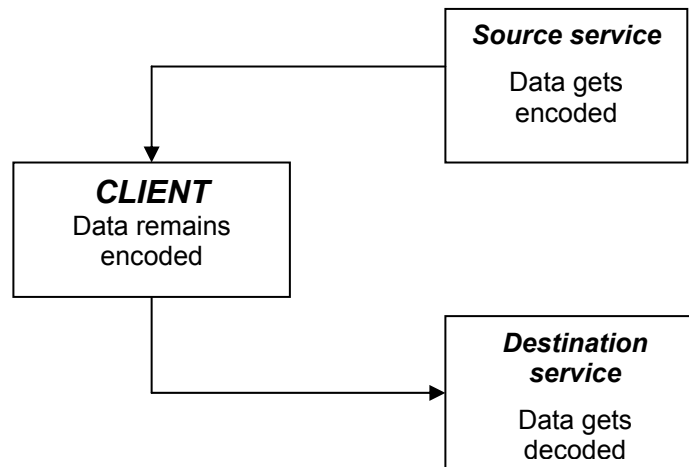 Source service
Data gets
encoded
CLIENT
Data remains
encoded
Destination
service
Data gets
decoded